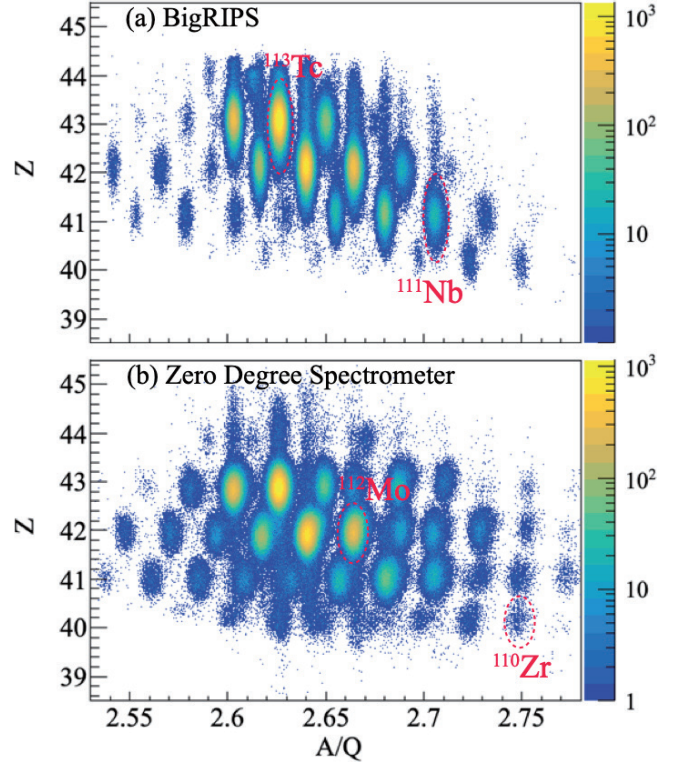 (a) BigRIPS
45
44
43
42
41
40
39
Z
¹¹³Tc
¹¹¹Nb
10³
10²
10
(b) Zero Degree Spectrometer
45
44
43
42
41
40
39
Z
¹¹²Mo
¹¹⁰Zr
10³
10²
10
1
2.55
2.6
2.65
2.7
2.75
A/Q